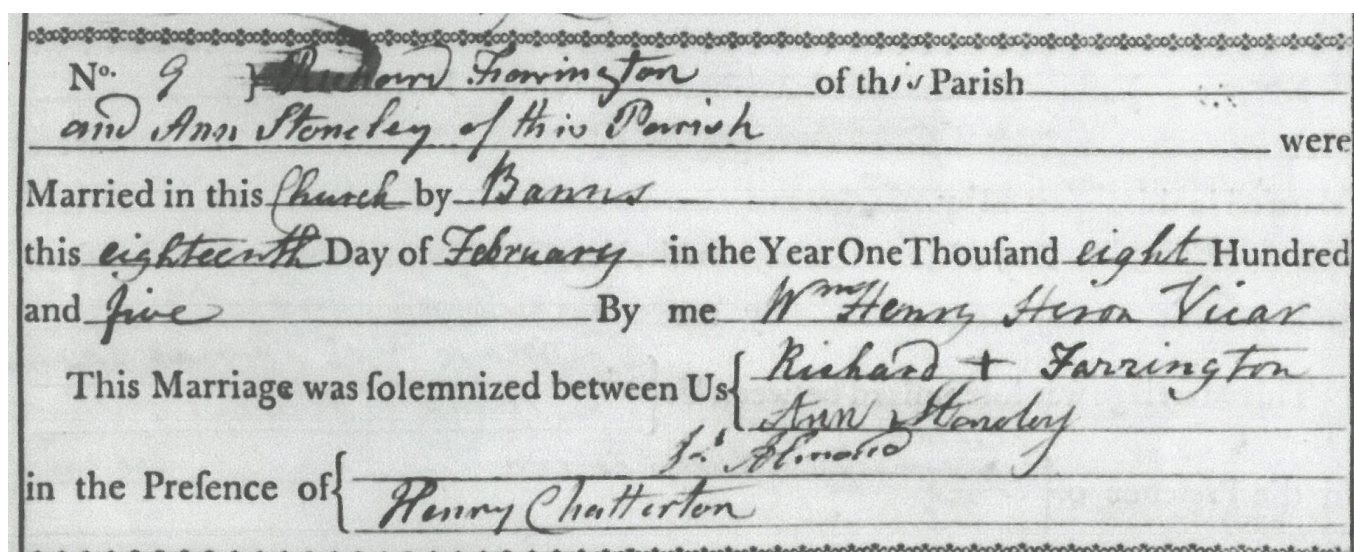 No. 9 } Richard Farrington of this Parish
and Ann Stoneley of this Parish were
Married in this Church by Banns
this eighteenth Day of February in the Year One Thouſand eight Hundred
and five By me Wm Henry Heron Vicar
This Marriage was ſolemnized between Us { Richard + Farrington
Ann Stoneley
in the Preſence of { Js Almond
Henry Chatterton